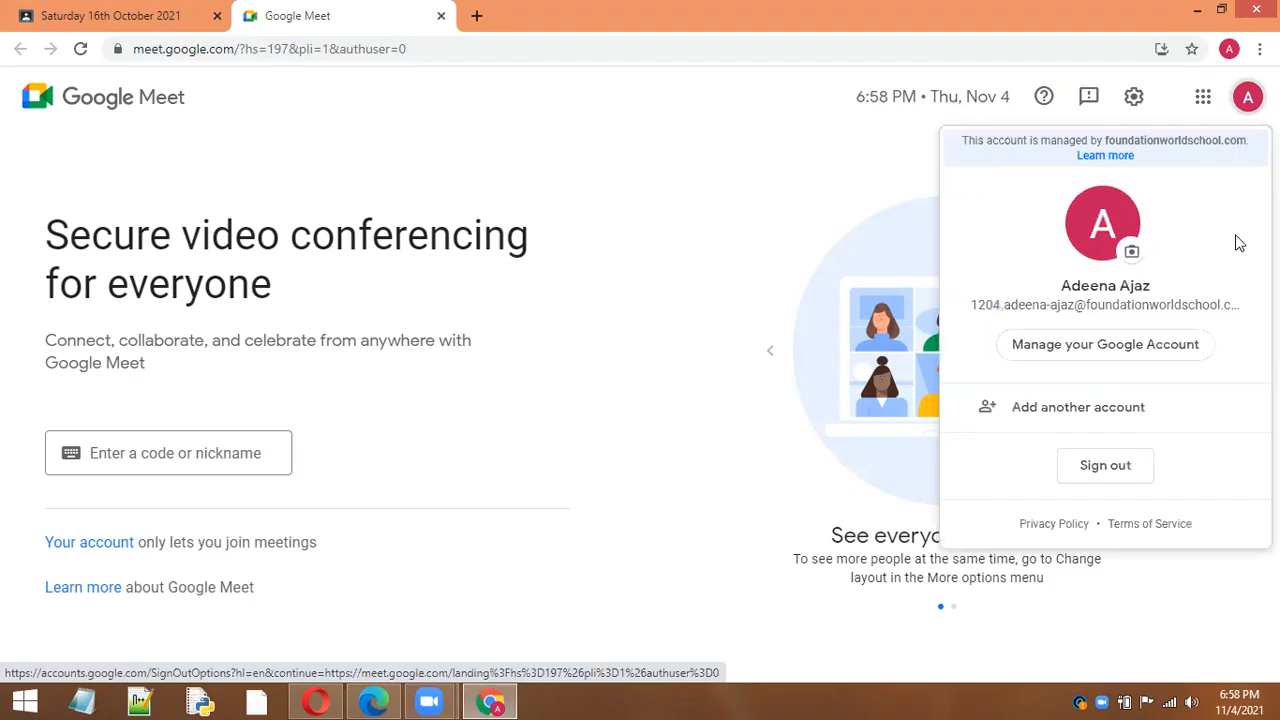 Saturday 16th October 2021
Google Meet
meet.google.com/?hs=197&pli=1&authuser=0
A
Google Meet
6:58 PM • Thu, Nov 4
A
This account is managed by foundationworldschool.com.
Learn more
A
Adeena Ajaz
1204.adeena-ajaz@foundationworldschool.c...
Manage your Google Account
Add another account
Sign out
Privacy Policy • Terms of Service
Secure video conferencing
for everyone
Connect, collaborate, and celebrate from anywhere with
Google Meet
Enter a code or nickname
Your account only lets you join meetings
Learn more about Google Meet
See everyo
To see more people at the same time, go to Change
layout in the More options menu
https://accounts.google.com/SignOutOptions?hl=en&continue=https://meet.google.com/landing%3Fhs%3D197%26pli%3D1%26authuser%3D0
A
6:58 PM
11/4/2021